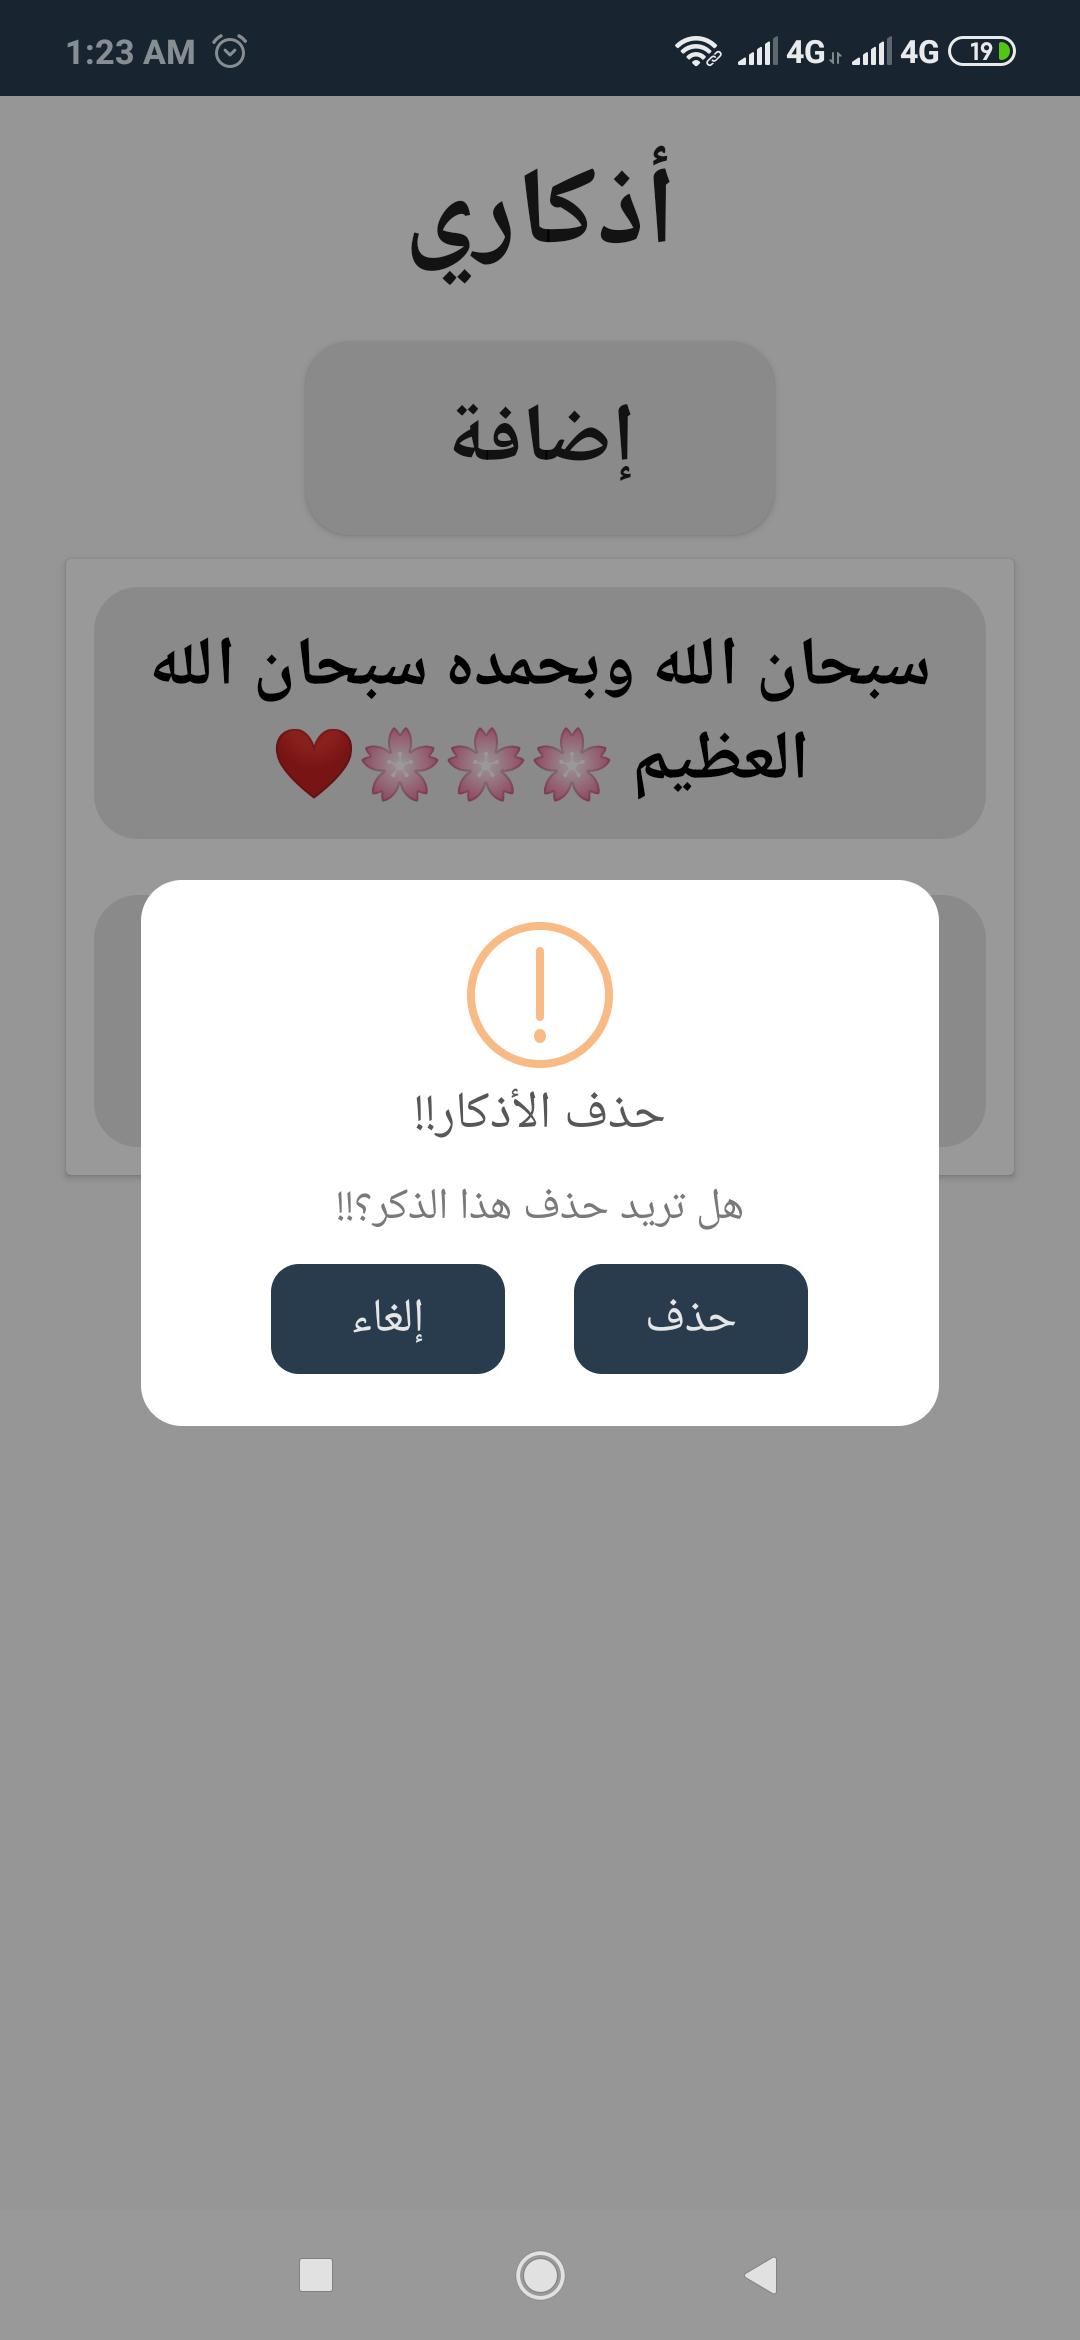 1:23 AM 4G 4G 19
أذكاري
إضافة
سبحان الله وبحمده سبحان الله
العظيم 🌸🌸🌸❤️
حذف الأذكار!!
هل تريد حذف هذا الذكر؟!!
حذف
إلغاء